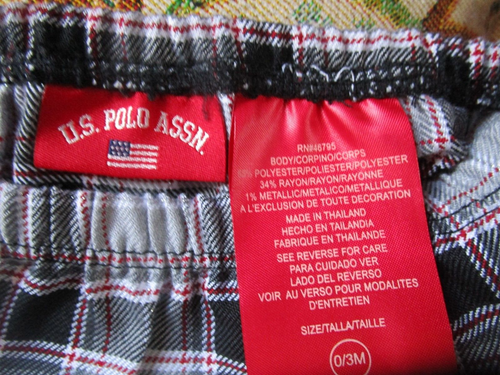 U.S. POLO ASSN.
RN#46795
BODY/CORPINO/CORPS
POLYESTER/POLYESTER/POLYESTER
34% RAYON/RAYON/RAYONNE
1% METALLIC/METALICO/METALLIQUE
A L'EXCLUSION DE TOUTE DECORATION
MADE IN THAILAND
HECHO EN TAILANDIA
FABRIQUE EN THAILANDE
SEE REVERSE FOR CARE
PARA CUIDADO VER
LADO DEL REVERSO
VOIR AU VERSO POUR MODALITES
D'ENTRETIEN
SIZE/TALLA/TAILLE
0/3M